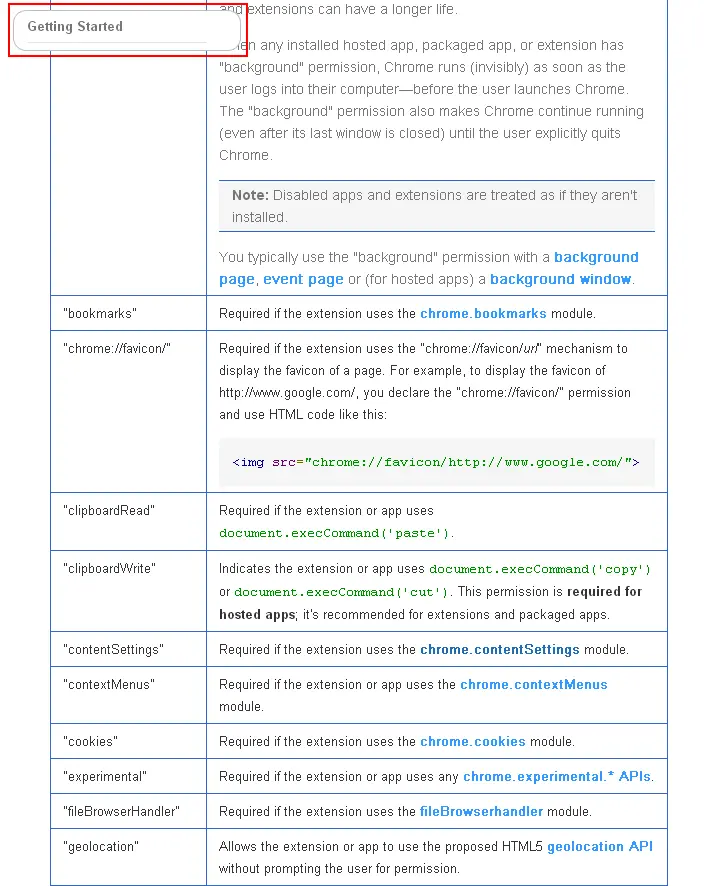 Getting Started
and extensions can have a longer life.
When any installed hosted app, packaged app, or extension has
"background" permission, Chrome runs (invisibly) as soon as the
user logs into their computer—before the user launches Chrome.
The "background" permission also makes Chrome continue running
(even after its last window is closed) until the user explicitly quits
Chrome.
Note: Disabled apps and extensions are treated as if they aren't
installed.
You typically use the "background" permission with a background
page, event page or (for hosted apps) a background window.
"bookmarks" Required if the extension uses the chrome.bookmarks module.
"chrome://favicon/" Required if the extension uses the "chrome://favicon/url" mechanism to
display the favicon of a page. For example, to display the favicon of
http://www.google.com/, you declare the "chrome://favicon/" permission
and use HTML code like this:
<img src="chrome://favicon/http://www.google.com/">
"clipboardRead" Required if the extension or app uses
document.execCommand('paste').
"clipboardWrite" Indicates the extension or app uses document.execCommand('copy')
or document.execCommand('cut'). This permission is required for
hosted apps; it's recommended for extensions and packaged apps.
"contentSettings" Required if the extension uses the chrome.contentSettings module.
"contextMenus" Required if the extension or app uses the chrome.contextMenus
module.
"cookies" Required if the extension uses the chrome.cookies module.
"experimental" Required if the extension or app uses any chrome.experimental.* APIs.
"fileBrowserHandler" Required if the extension uses the fileBrowserhandler module.
"geolocation" Allows the extension or app to use the proposed HTML5 geolocation API
without prompting the user for permission.